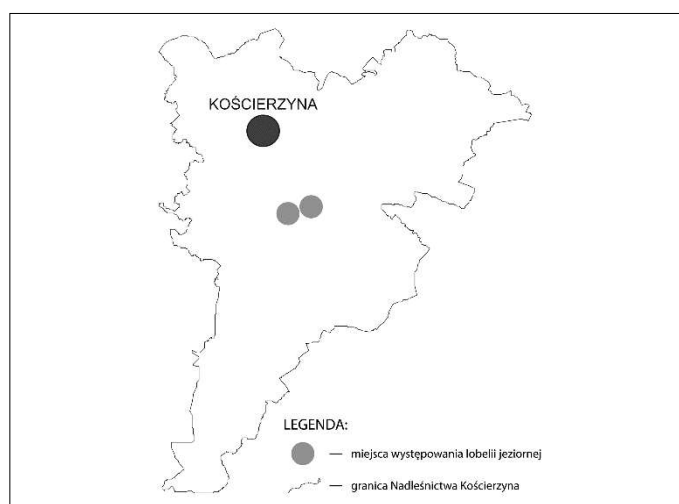 KOŚCIERZYNA
LEGENDA:
— miejsca występowania lobelii jeziornej
— granica Nadleśnictwa Kościerzyna